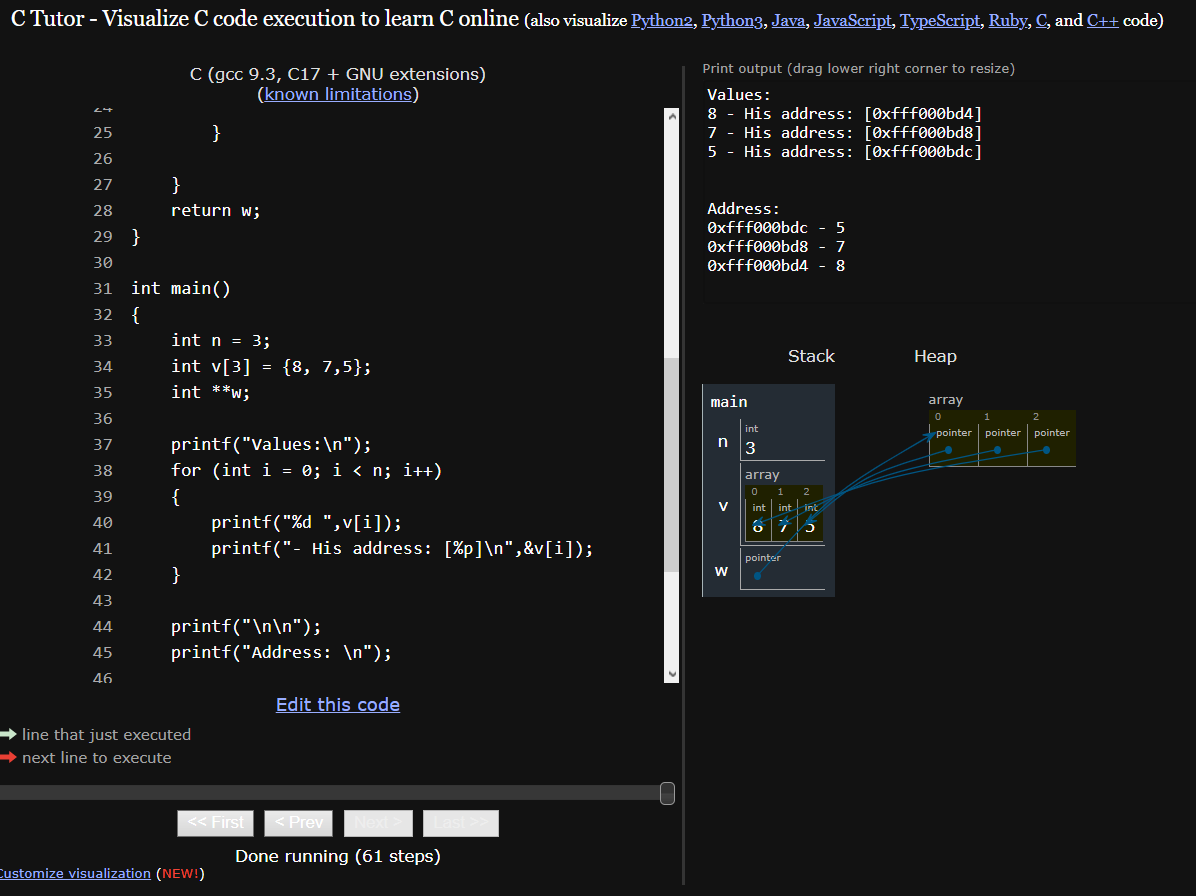 C Tutor - Visualize C code execution to learn C online (also visualize Python2, Python3, Java, JavaScript, TypeScript, Ruby, C, and C++ code)
C (gcc 9.3, C17 + GNU extensions)
(known limitations)
24
25 }
26
27 }
28 return w;
29 }
30
31 int main()
32 {
33 int n = 3;
34 int v[3] = {8, 7,5};
35 int **w;
36
37 printf("Values:\n");
38 for (int i = 0; i < n; i++)
39 {
40 printf("%d ",v[i]);
41 printf("- His address: [%p]\n",&v[i]);
42 }
43
44 printf("\n\n");
45 printf("Address: \n");
46
Edit this code
line that just executed
next line to execute
<< First < Prev Next > Last >>
Done running (61 steps)
Customize visualization (NEW!)
Print output (drag lower right corner to resize)
Values:
8 - His address: [0xfff000bd4]
7 - His address: [0xfff000bd8]
5 - His address: [0xfff000bdc]
Address:
0xfff000bdc - 5
0xfff000bd8 - 7
0xfff000bd4 - 8
Stack Heap
main
n
int
3
v
array
0 1 2
int int int
8 7 5
w
pointer
array
0 1 2
pointer pointer pointer